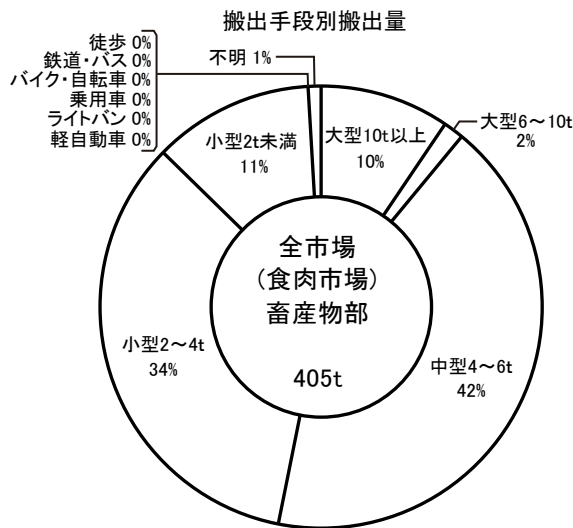 搬出手段別搬出量
徒歩 0%
鉄道・バス 0%
バイク・自転車 0%
乗用車 0%
ライトバン 0%
軽自動車 0%
不明 1%
大型10t以上
10%
大型6～10t
2%
中型4～6t
42%
小型2～4t
34%
小型2t未満
11%
全市場
(食肉市場)
畜産物部
405t